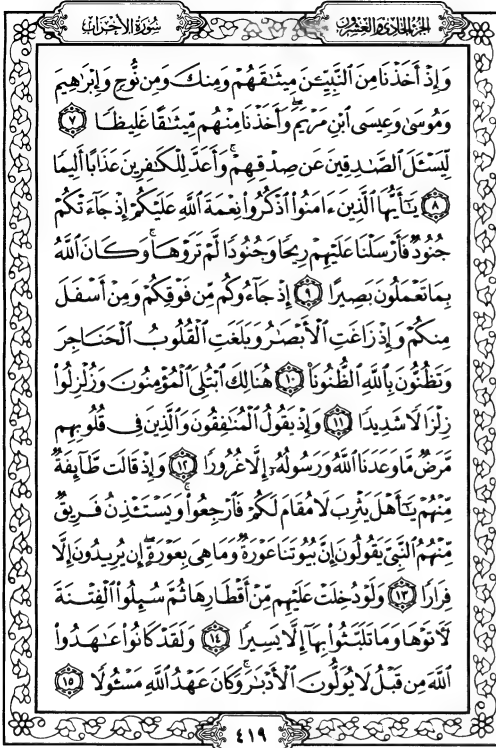 الجزء الحادي والعشرون
سورة الأحزاب
وَإِذْ أَخَذْنَا مِنَ ٱلنَّبِيِّـۧنَ مِيثَـٰقَهُمْ وَمِنكَ وَمِن نُّوحٍ وَإِبْرَٰهِيمَ
وَمُوسَىٰ وَعِيسَى ٱبْنِ مَرْيَمَ ۖ وَأَخَذْنَا مِنْهُم مِّيثَـٰقًا غَلِيظًا ٧
لِّيَسْـَٔلَ ٱلصَّـٰدِقِينَ عَن صِدْقِهِمْ ۚ وَأَعَدَّ لِلْكَـٰفِرِينَ عَذَابًا أَلِيمًا
٨ يَـٰٓأَيُّهَا ٱلَّذِينَ ءَامَنُوا۟ ٱذْكُرُوا۟ نِعْمَةَ ٱللَّهِ عَلَيْكُمْ إِذْ جَآءَتْكُمْ
جُنُودٌ فَأَرْسَلْنَا عَلَيْهِمْ رِيحًا وَجُنُودًا لَّمْ تَرَوْهَا ۚ وَكَانَ ٱللَّهُ
بِمَا تَعْمَلُونَ بَصِيرًا ٩ إِذْ جَآءُوكُم مِّن فَوْقِكُمْ وَمِنْ أَسْفَلَ
مِنكُمْ وَإِذْ زَاغَتِ ٱلْأَبْصَـٰرُ وَبَلَغَتِ ٱلْقُلُوبُ ٱلْحَنَاجِرَ
وَتَظُنُّونَ بِٱللَّهِ ٱلظُّنُونَا۠ ١٠ هُنَالِكَ ٱبْتُلِىَ ٱلْمُؤْمِنُونَ وَزُلْزِلُوا۟
زِلْزَالًا شَدِيدًا ١١ وَإِذْ يَقُولُ ٱلْمُنَـٰفِقُونَ وَٱلَّذِينَ فِى قُلُوبِهِم
مَّرَضٌ مَّا وَعَدَنَا ٱللَّهُ وَرَسُولُهُۥٓ إِلَّا غُرُورًا ١٢ وَإِذْ قَالَت طَّآئِفَةٌ
مِّنْهُمْ يَـٰٓأَهْلَ يَثْرِبَ لَا مُقَامَ لَكُمْ فَٱرْجِعُوا۟ ۚ وَيَسْتَـْٔذِنُ فَرِيقٌ
مِّنْهُمُ ٱلنَّبِىَّ يَقُولُونَ إِنَّ بُيُوتَنَا عَوْرَةٌ وَمَا هِىَ بِعَوْرَةٍ ۖ إِن يُرِيدُونَ إِلَّا
فِرَارًا ١٣ وَلَوْ دُخِلَتْ عَلَيْهِم مِّنْ أَقْطَارِهَا ثُمَّ سُئِلُوا۟ ٱلْفِتْنَةَ
لَـَٔاتَوْهَا وَمَا تَلَبَّثُوا۟ بِهَآ إِلَّا يَسِيرًا ١٤ وَلَقَدْ كَانُوا۟ عَـٰهَدُوا۟
ٱللَّهَ مِن قَبْلُ لَا يُوَلُّونَ ٱلْأَدْبَـٰرَ ۚ وَكَانَ عَهْدُ ٱللَّهِ مَسْـُٔولًا ١٥
٤١٩